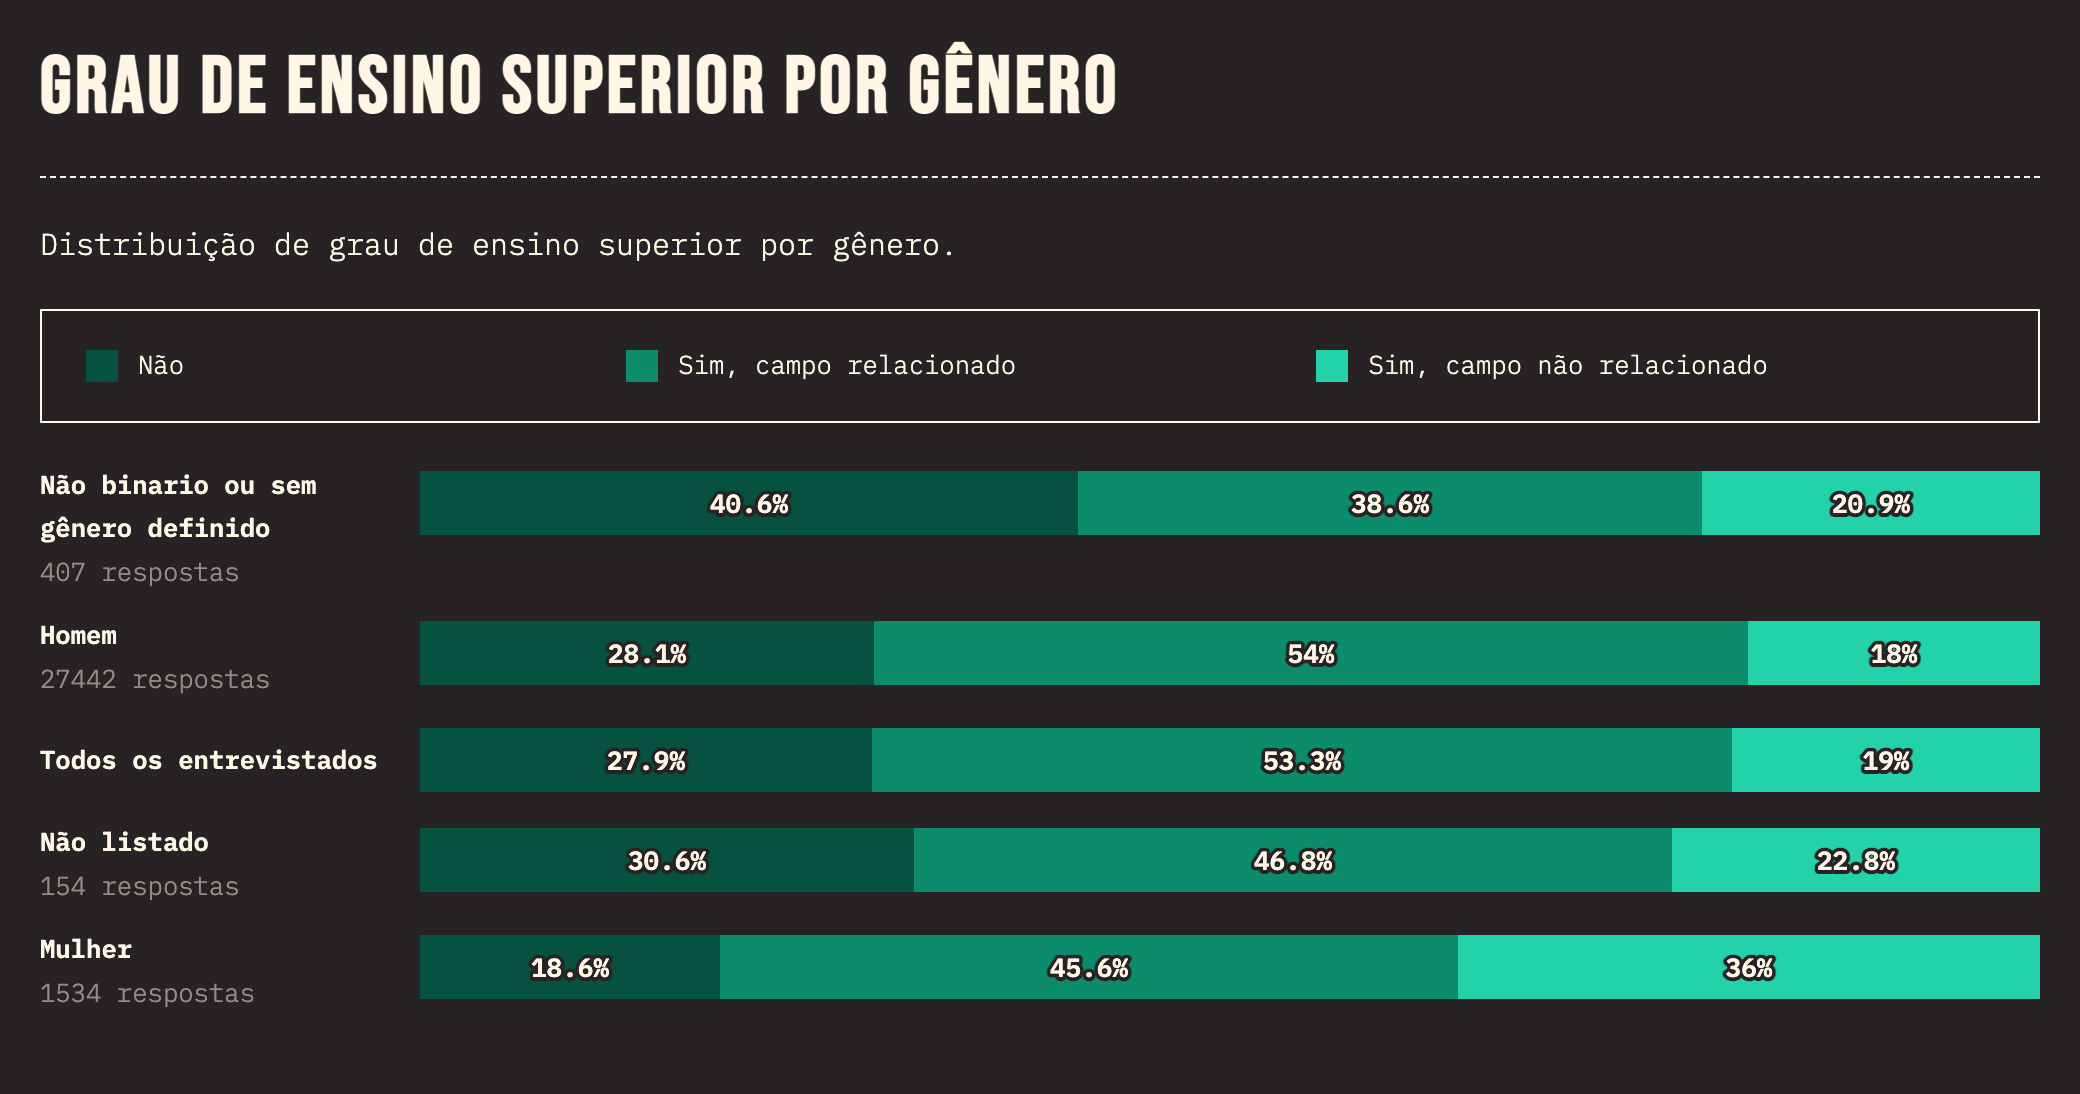 GRAU DE ENSINO SUPERIOR POR GÊNERO
Distribuição de grau de ensino superior por gênero.
Não
Sim, campo relacionado
Sim, campo não relacionado
Não binario ou sem
gênero definido
407 respostas
40.6% 38.6% 20.9%
Homem
27442 respostas
28.1% 54% 18%
Todos os entrevistados
27.9% 53.3% 19%
Não listado
154 respostas
30.6% 46.8% 22.8%
Mulher
1534 respostas
18.6% 45.6% 36%